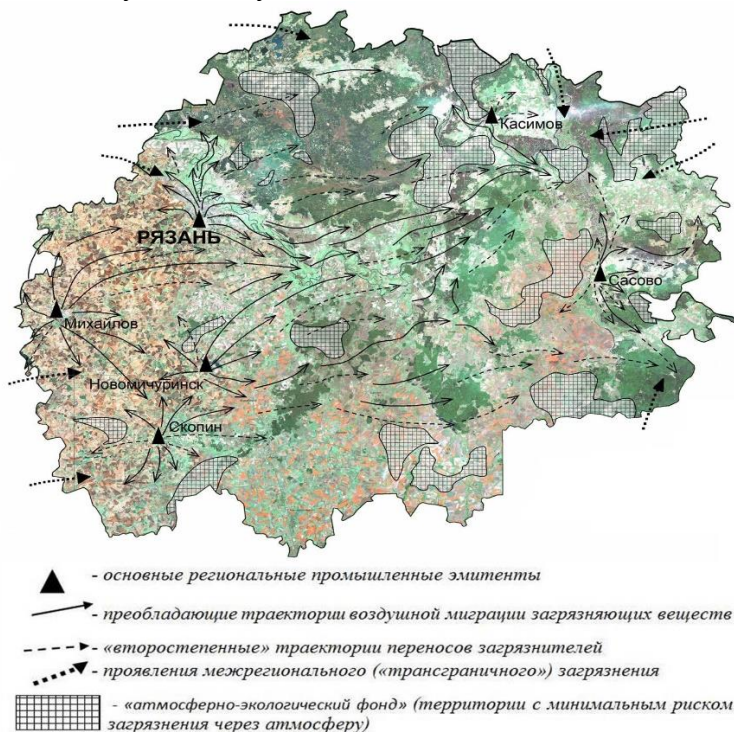 Касимов
РЯЗАНЬ
Сасово
Михайлов
Новомичуринск
Скопин
- основные региональные промышленные эмитенты
- преобладающие траектории воздушной миграции загрязняющих веществ
- «второстепенные» траектории переносов загрязнителей
- проявления межрегионального («трансграничного») загрязнения
- «атмосферно-экологический фонд» (территории с минимальным риском
загрязнения через атмосферу)